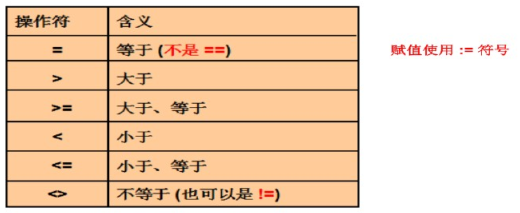 操作符 含义
= 等于 (不是 ==)
赋值使用 := 符号
> 大于
>= 大于、等于
< 小于
<= 小于、等于
<> 不等于 (也可以是 !=)